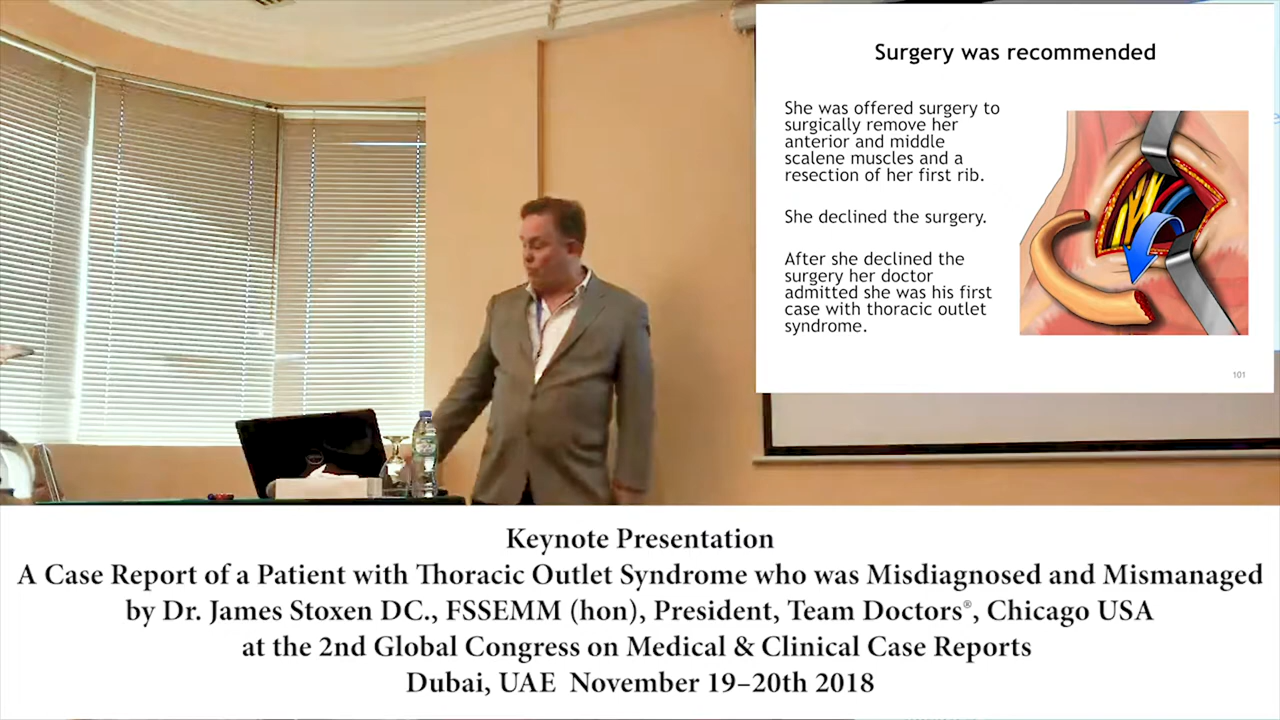 Surgery was recommended
She was offered surgery to
surgically remove her
anterior and middle
scalene muscles and a
resection of her first rib.
She declined the surgery.
After she declined the
surgery her doctor
admitted she was his first
case with thoracic outlet
syndrome.
101
Keynote Presentation
A Case Report of a Patient with Thoracic Outlet Syndrome who was Misdiagnosed and Mismanaged
by Dr. James Stoxen DC., FSSEMM (hon), President, Team Doctors®, Chicago USA
at the 2nd Global Congress on Medical & Clinical Case Reports
Dubai, UAE November 19–20th 2018